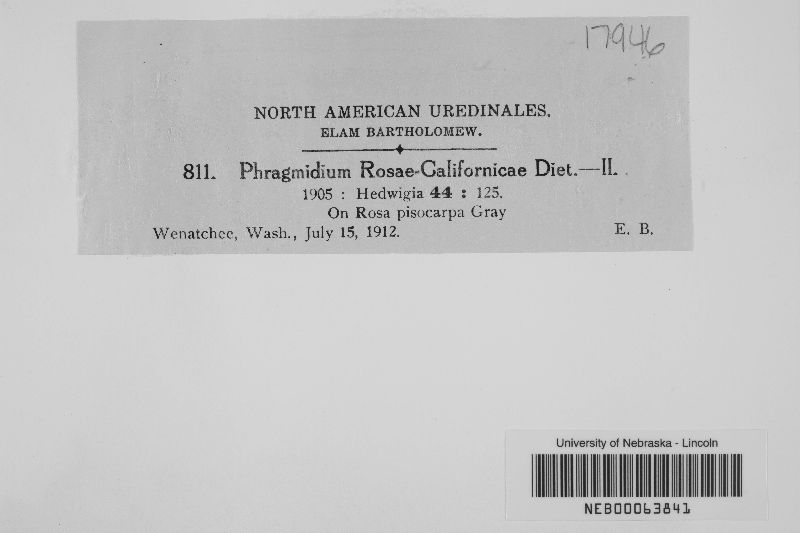 17946
NORTH AMERICAN UREDINALES.
ELAM BARTHOLOMEW.
811. Phragmidium Rosae-Californicae Diet.—II.
1905 : Hedwigia 44 : 125.
On Rosa pisocarpa Gray
Wenatchee, Wash., July 15, 1912. E. B.
University of Nebraska - Lincoln
NEB00063841